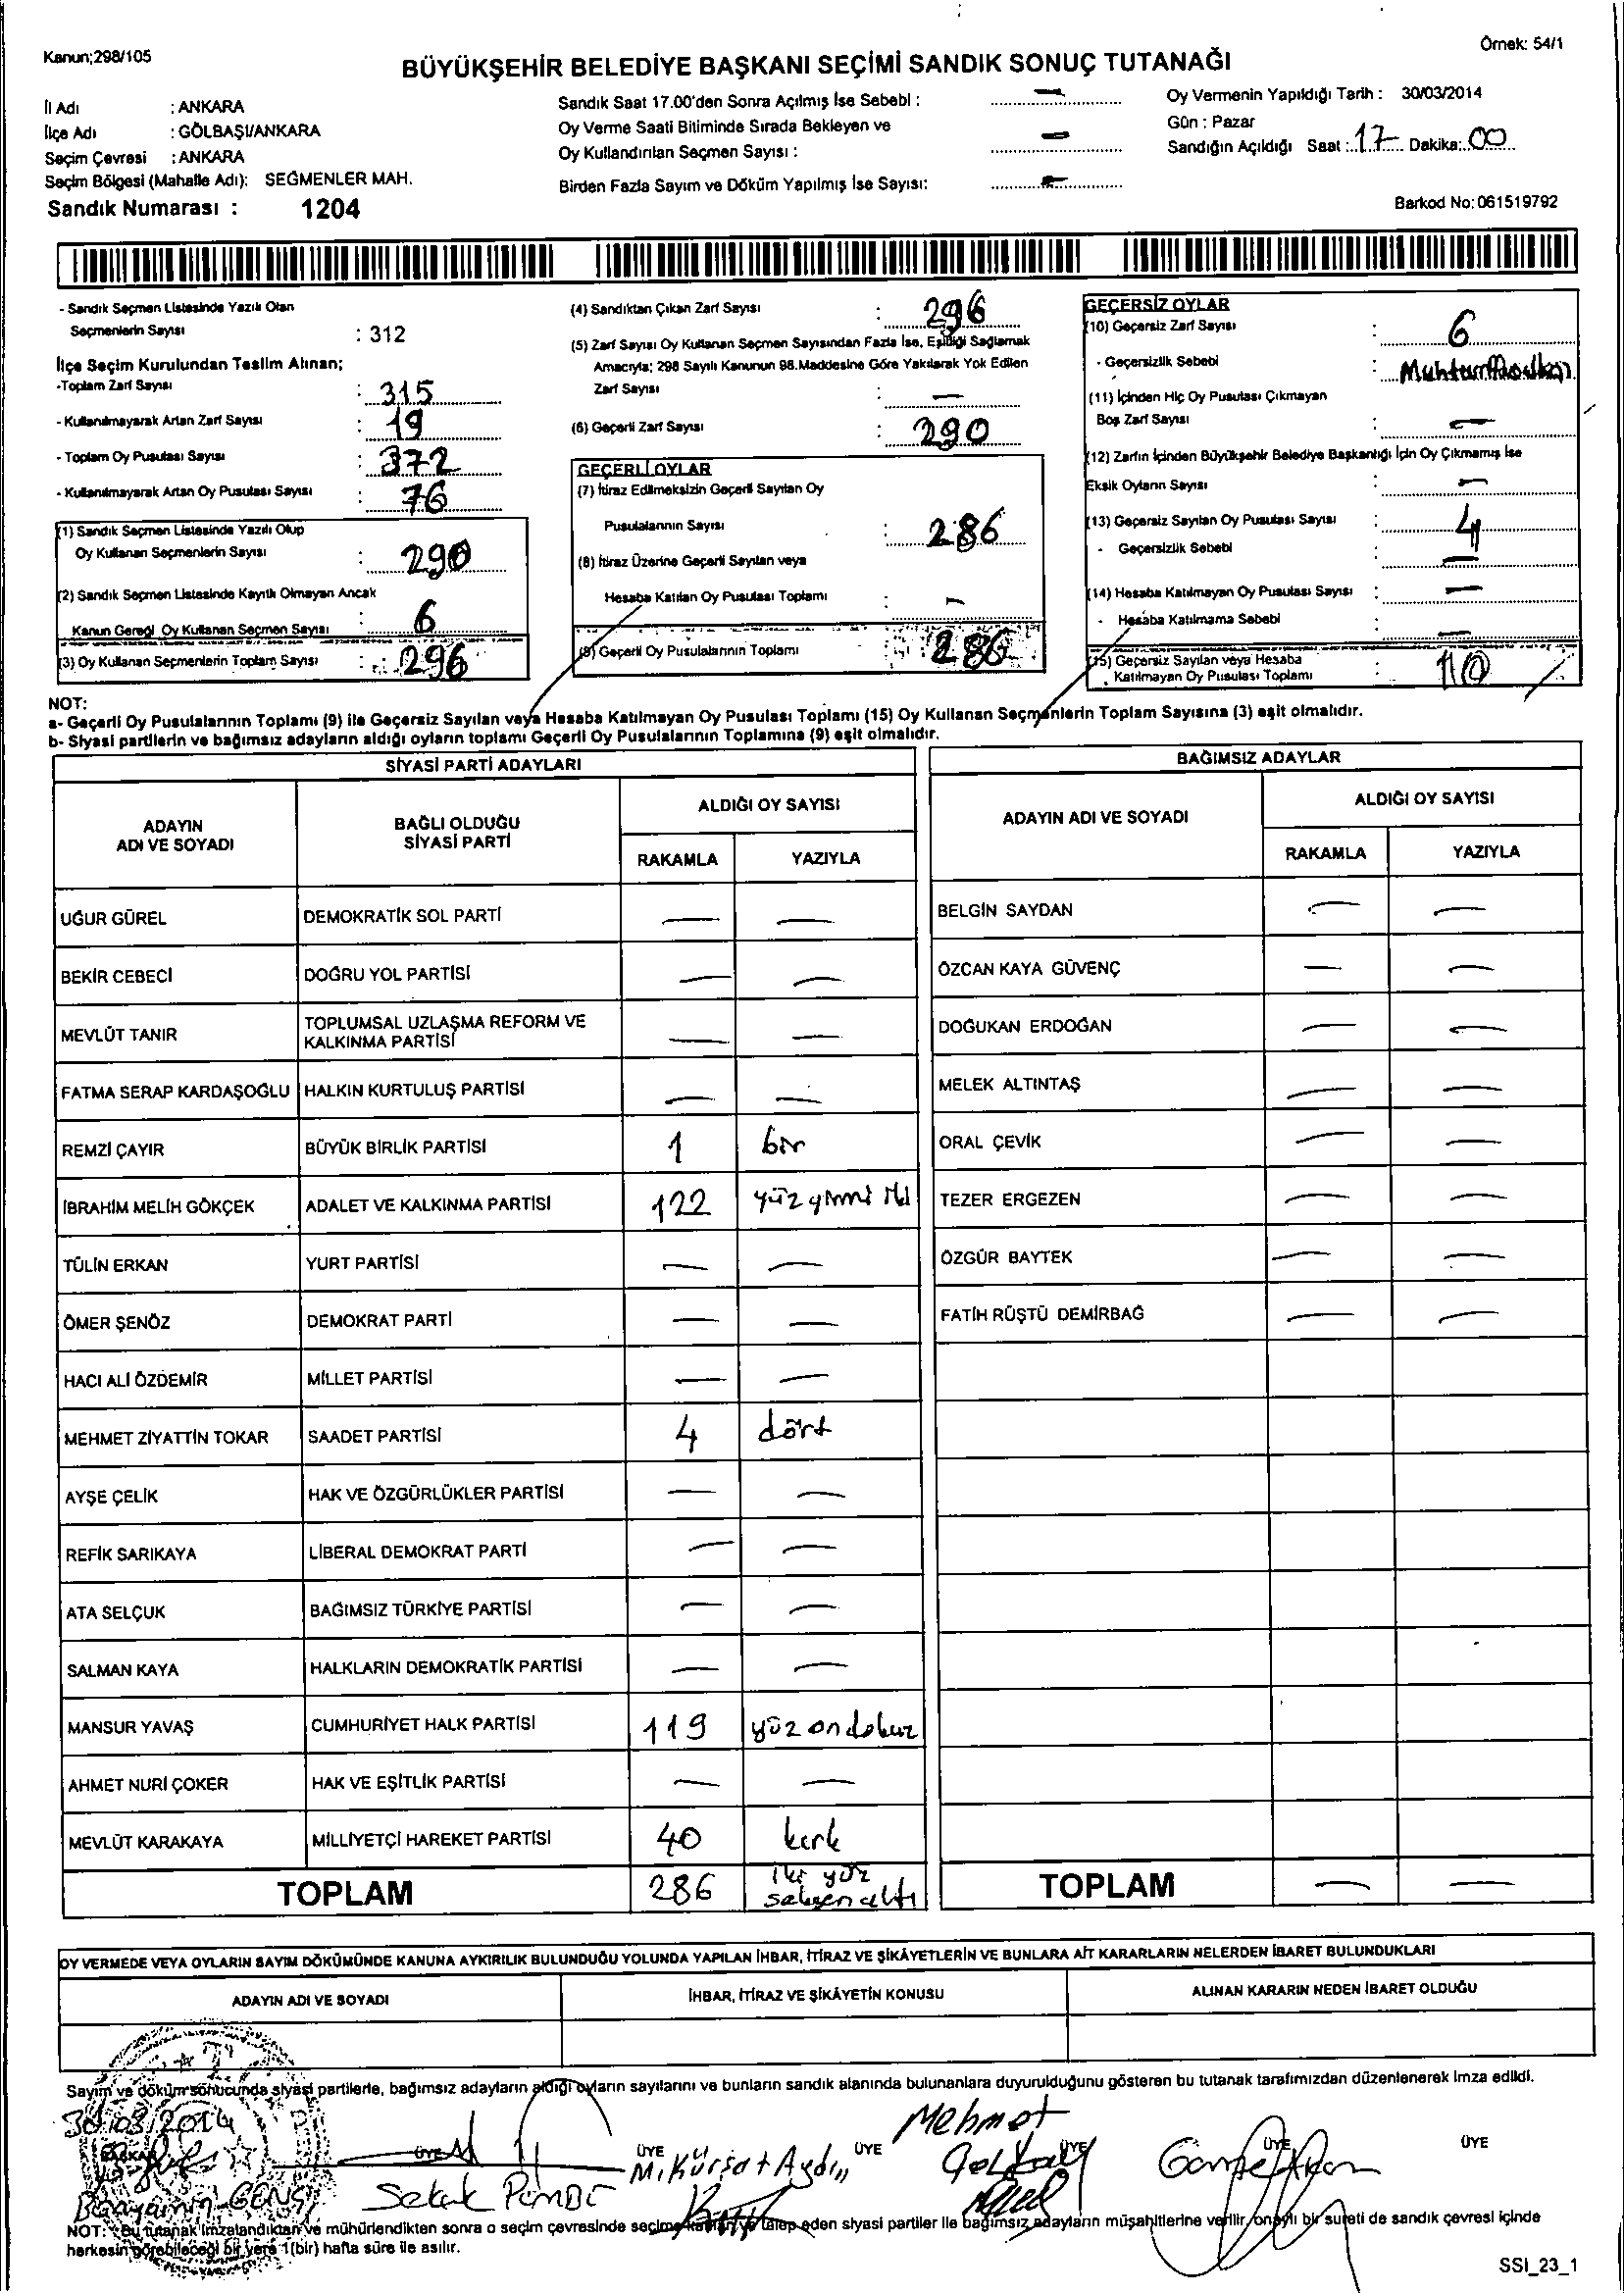 Kanun;298/105
Örnek: 54/1
BÜYÜKŞEHİR BELEDİYE BAŞKANI SEÇİMİ SANDIK SONUÇ TUTANAĞI
İl Adı : ANKARA
İlçe Adı : GÖLBAŞI/ANKARA
Seçim Çevresi : ANKARA
Seçim Bölgesi (Mahalle Adı): SEĞMENLER MAH.
Sandık Numarası : 1204
Sandık Saat 17.00'den Sonra Açılmış İse Sebebi : —
Oy Verme Saati Bitiminde Sırada Bekleyen ve
Oy Kullandırılan Seçmen Sayısı : —
Birden Fazla Sayım ve Döküm Yapılmış İse Sayısı: —
Oy Vermenin Yapıldığı Tarih : 30/03/2014
Gün : Pazar
Sandığın Açıldığı Saat : 17 Dakika: 00
Barkod No: 061519792
- Sandık Seçmen Listesinde Yazılı Olan
Seçmenlerin Sayısı : 312
İlçe Seçim Kurulundan Teslim Alınan;
-Toplam Zarf Sayısı : 315
- Kullanılmayarak Artan Zarf Sayısı : 19
- Toplam Oy Pusulası Sayısı : 372
- Kullanılmayarak Artan Oy Pusulası Sayısı : 76
(1) Sandık Seçmen Listesinde Yazılı Olup
Oy Kullanan Seçmenlerin Sayısı : 290
(2) Sandık Seçmen Listesinde Kayıtlı Olmayan Ancak
Kanun Gereği Oy Kullanan Seçmen Sayısı : 6
(3) Oy Kullanan Seçmenlerin Toplam Sayısı : 296
(4) Sandıktan Çıkan Zarf Sayısı : 296
(5) Zarf Sayısı Oy Kullanan Seçmen Sayısından Fazla İse, Eşitliği Sağlamak
Amacıyla; 298 Sayılı Kanunun 98.Maddesine Göre Yakılarak Yok Edilen
Zarf Sayısı : —
(6) Geçerli Zarf Sayısı : 290
GEÇERLİ OYLAR
(7) İtiraz Edilmeksizin Geçerli Sayılan Oy
Pusulalarının Sayısı : 286
(8) İtiraz Üzerine Geçerli Sayılan veya
Hesaba Katılan Oy Pusulası Toplamı : —
(9) Geçerli Oy Pusulalarının Toplamı : 286
GEÇERSİZ OYLAR
(10) Geçersiz Zarf Sayısı : 6
- Geçersizlik Sebebi :
(11) İçinden Hiç Oy Pusulası Çıkmayan
Boş Zarf Sayısı : —
(12) Zarfın İçinden Büyükşehir Belediye Başkanlığı İçin Oy Çıkmamış İse
Eksik Oyların Sayısı : —
(13) Geçersiz Sayılan Oy Pusulası Sayısı : 4
- Geçersizlik Sebebi : —
(14) Hesaba Katılmayan Oy Pusulası Sayısı : —
- Hesaba Katılmama Sebebi : —
(15) Geçersiz Sayılan veya Hesaba
Katılmayan Oy Pusulası Toplamı : 10
NOT:
a- Geçerli Oy Pusulalarının Toplamı (9) ile Geçersiz Sayılan veya Hesaba Katılmayan Oy Pusulası Toplamı (15) Oy Kullanan Seçmenlerin Toplam Sayısına (3) eşit olmalıdır.
b- Siyasi partilerin ve bağımsız adayların aldığı oyların toplamı Geçerli Oy Pusulalarının Toplamına (9) eşit olmalıdır.
SİYASİ PARTİ ADAYLARI
ADAYIN ADI VE SOYADI
BAĞLI OLDUĞU SİYASİ PARTİ
ALDIĞI OY SAYISI
RAKAMLA YAZIYLA
UĞUR GÜREL DEMOKRATİK SOL PARTİ — —
BEKİR CEBECİ DOĞRU YOL PARTİSİ — —
MEVLÜT TANIR TOPLUMSAL UZLAŞMA REFORM VE KALKINMA PARTİSİ — —
FATMA SERAP KARDAŞOĞLU HALKIN KURTULUŞ PARTİSİ — —
REMZİ ÇAYIR BÜYÜK BİRLİK PARTİSİ 1 bir
İBRAHİM MELİH GÖKÇEK ADALET VE KALKINMA PARTİSİ 122 yüz yirmi iki
TÜLİN ERKAN YURT PARTİSİ — —
ÖMER ŞENÖZ DEMOKRAT PARTİ — —
HACI ALİ ÖZDEMİR MİLLET PARTİSİ — —
MEHMET ZİYATTİN TOKAR SAADET PARTİSİ 4 dört
AYŞE ÇELİK HAK VE ÖZGÜRLÜKLER PARTİSİ — —
REFİK SARIKAYA LİBERAL DEMOKRAT PARTİ — —
ATA SELÇUK BAĞIMSIZ TÜRKİYE PARTİSİ — —
SALMAN KAYA HALKLARIN DEMOKRATİK PARTİSİ — —
MANSUR YAVAŞ CUMHURİYET HALK PARTİSİ 119 yüz on dokuz
AHMET NURİ ÇOKER HAK VE EŞİTLİK PARTİSİ — —
MEVLÜT KARAKAYA MİLLİYETÇİ HAREKET PARTİSİ 40 kırk
TOPLAM 286 iki yüz seksen altı
BAĞIMSIZ ADAYLAR
ADAYIN ADI VE SOYADI
ALDIĞI OY SAYISI
RAKAMLA YAZIYLA
BELGİN SAYDAN — —
ÖZCAN KAYA GÜVENÇ — —
DOĞUKAN ERDOĞAN — —
MELEK ALTINTAŞ — —
ORAL ÇEVİK — —
TEZER ERGEZEN — —
ÖZGÜR BAYTEK — —
FATİH RÜŞTÜ DEMİRBAĞ — —
TOPLAM — —
OY VERMEDE VEYA OYLARIN SAYIM DÖKÜMÜNDE KANUNA AYKIRILIK BULUNDUĞU YOLUNDA YAPILAN İHBAR, İTİRAZ VE ŞİKÂYETLERİN VE BUNLARA AİT KARARLARIN NELERDEN İBARET BULUNDUKLARI
ADAYIN ADI VE SOYADI
İHBAR, İTİRAZ VE ŞİKÂYETİN KONUSU
ALINAN KARARIN NEDEN İBARET OLDUĞU
Sayım ve döküm sonucunda siyasi partilerle, bağımsız adayların aldığı oyların sayılarını ve bunların sandık alanında bulunanlara duyurulduğunu gösteren bu tutanak tarafımızdan düzenlenerek imza edildi.
30/03/2014
BAŞKAN ÜYE ÜYE ÜYE ÜYE ÜYE ÜYE
Bünyamin GENÇ
M. Kürşat Aydın
Mehmet
NOT: Bu tutanak imzalandıktan ve mühürlendikten sonra o seçim çevresinde seçime katılan ve talep eden siyasi partiler ile bağımsız adayların müşahitlerine verilir, onaylı bir sureti de sandık çevresi içinde
herkesin görebileceği bir yere 1(bir) hafta süre ile asılır.
SSI_23_1